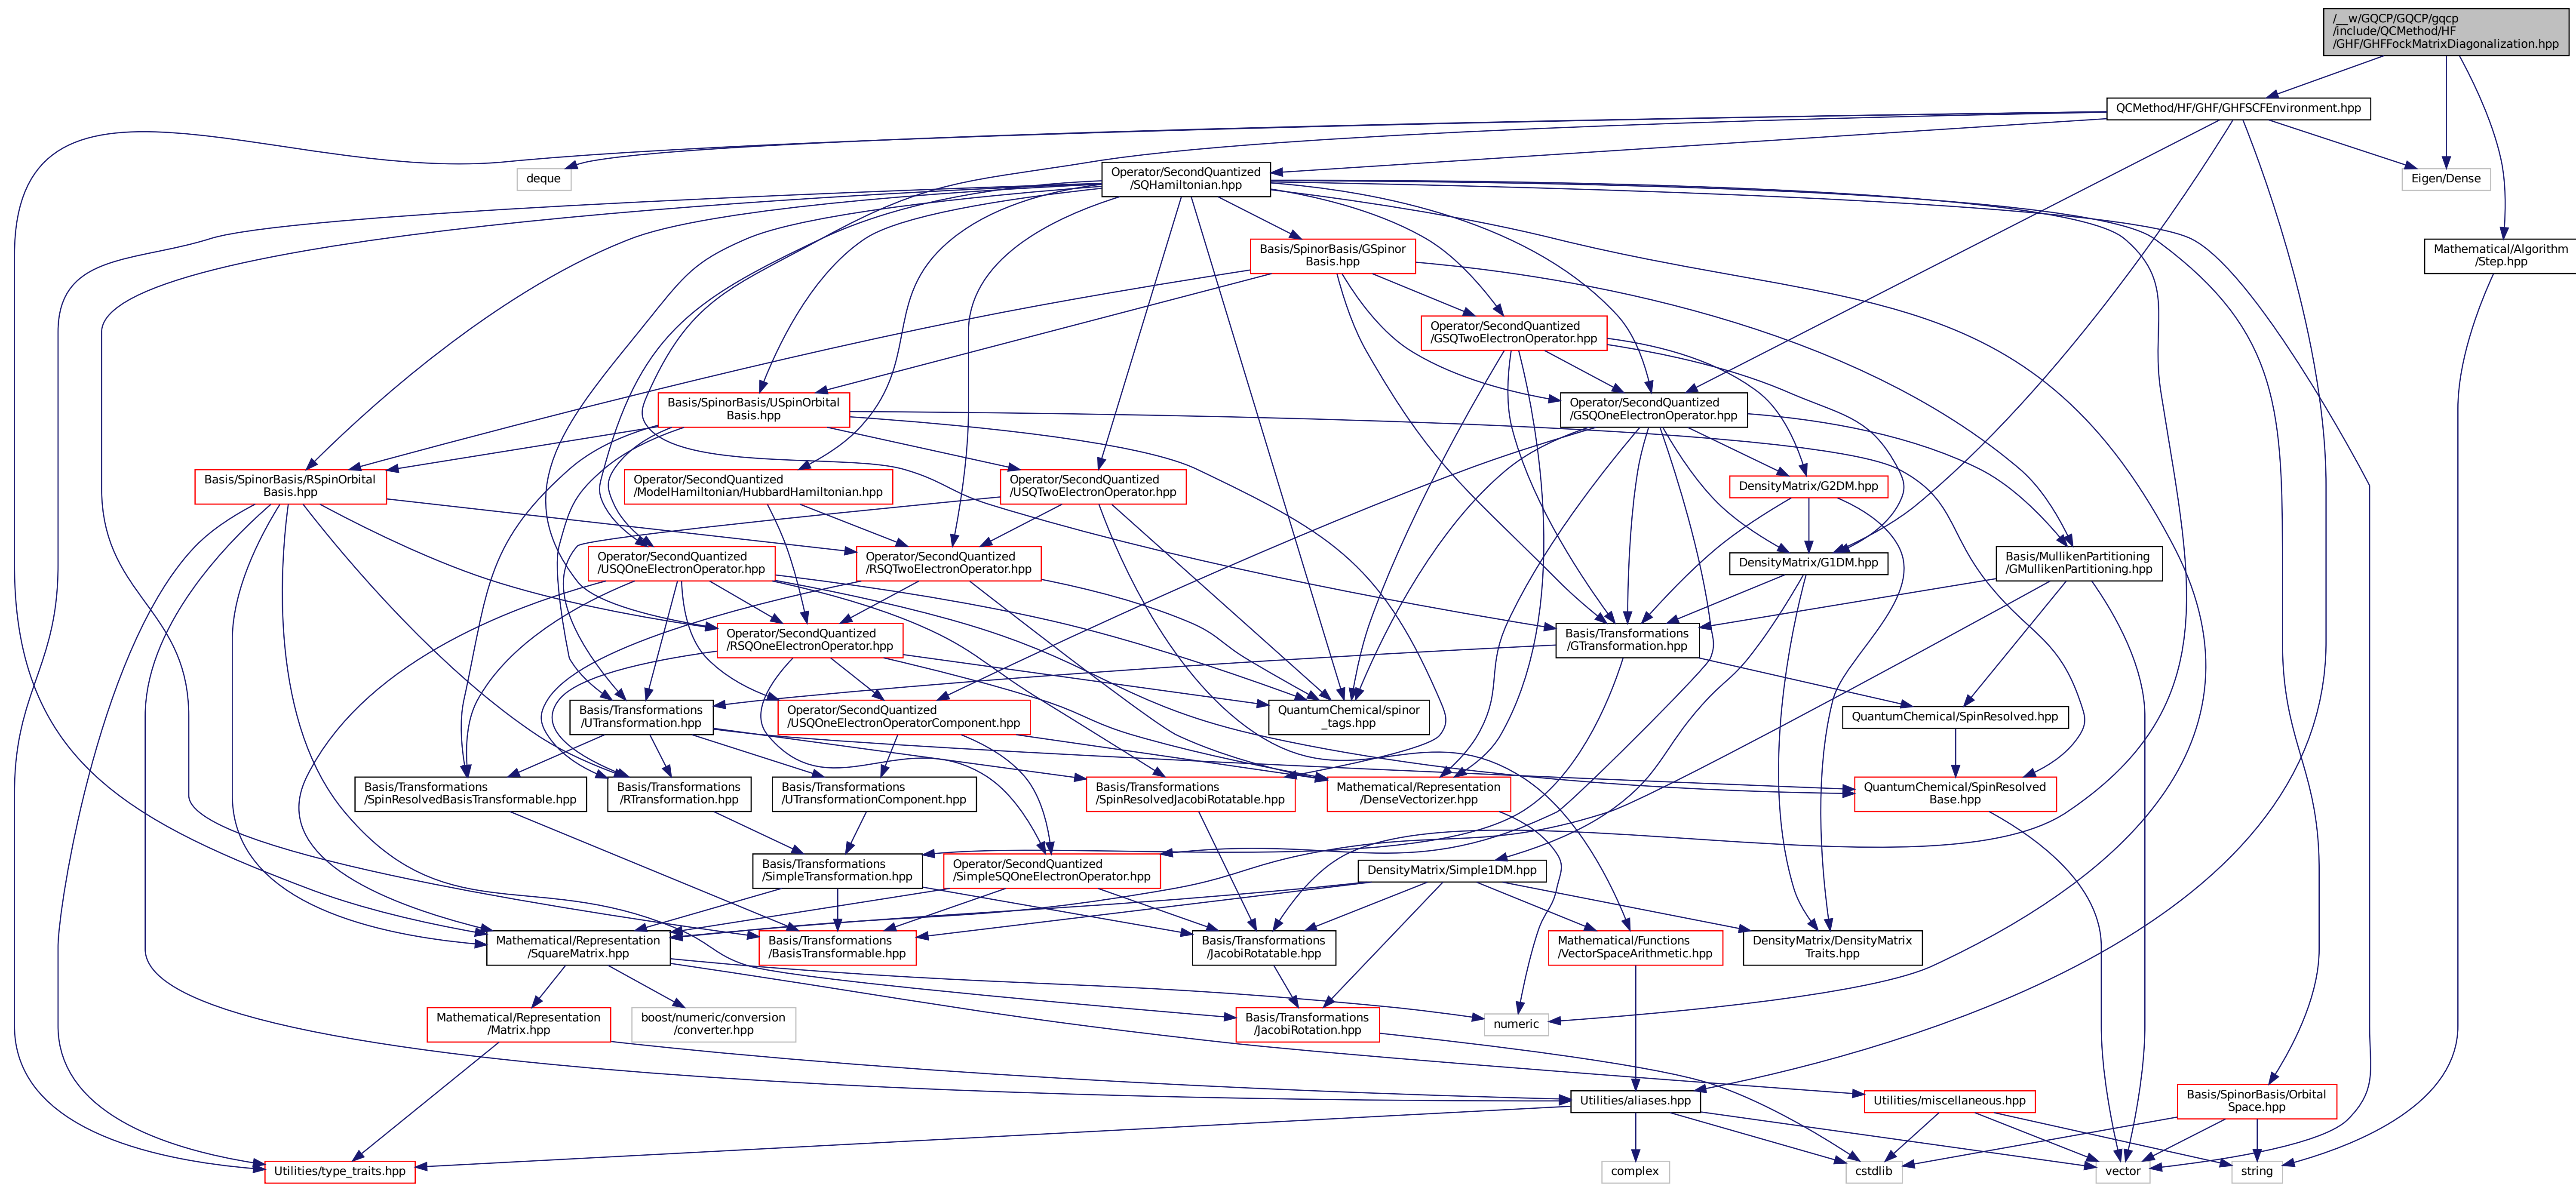 /__w/GQCP/GQCP/gqcp
/include/QCMethod/HF
/GHF/GHFFockMatrixDiagonalization.hpp
QCMethod/HF/GHF/GHFSCFEnvironment.hpp
deque
Operator/SecondQuantized
/SQHamiltonian.hpp
Eigen/Dense
Basis/SpinorBasis/GSpinor
Basis.hpp
Mathematical/Algorithm
/Step.hpp
Operator/SecondQuantized
/GSQTwoElectronOperator.hpp
Basis/SpinorBasis/USpinOrbital
Basis.hpp
Operator/SecondQuantized
/GSQOneElectronOperator.hpp
Basis/SpinorBasis/RSpinOrbital
Basis.hpp
Operator/SecondQuantized
/ModelHamiltonian/HubbardHamiltonian.hpp
Operator/SecondQuantized
/USQTwoElectronOperator.hpp
DensityMatrix/G2DM.hpp
Operator/SecondQuantized
/USQOneElectronOperator.hpp
Operator/SecondQuantized
/RSQTwoElectronOperator.hpp
DensityMatrix/G1DM.hpp
Basis/MullikenPartitioning
/GMullikenPartitioning.hpp
Operator/SecondQuantized
/RSQOneElectronOperator.hpp
Basis/Transformations
/GTransformation.hpp
Basis/Transformations
/UTransformation.hpp
Operator/SecondQuantized
/USQOneElectronOperatorComponent.hpp
QuantumChemical/spinor
_tags.hpp
QuantumChemical/SpinResolved.hpp
Basis/Transformations
/SpinResolvedBasisTransformable.hpp
Basis/Transformations
/RTransformation.hpp
Basis/Transformations
/UTransformationComponent.hpp
Basis/Transformations
/SpinResolvedJacobiRotatable.hpp
Mathematical/Representation
/DenseVectorizer.hpp
QuantumChemical/SpinResolved
Base.hpp
Basis/Transformations
/SimpleTransformation.hpp
Operator/SecondQuantized
/SimpleSQOneElectronOperator.hpp
DensityMatrix/Simple1DM.hpp
Mathematical/Representation
/SquareMatrix.hpp
Basis/Transformations
/BasisTransformable.hpp
Basis/Transformations
/JacobiRotatable.hpp
Mathematical/Functions
/VectorSpaceArithmetic.hpp
DensityMatrix/DensityMatrix
Traits.hpp
Mathematical/Representation
/Matrix.hpp
boost/numeric/conversion
/converter.hpp
Basis/Transformations
/JacobiRotation.hpp
numeric
Utilities/aliases.hpp
Utilities/miscellaneous.hpp
Basis/SpinorBasis/Orbital
Space.hpp
Utilities/type_traits.hpp
complex
cstdlib
vector
string